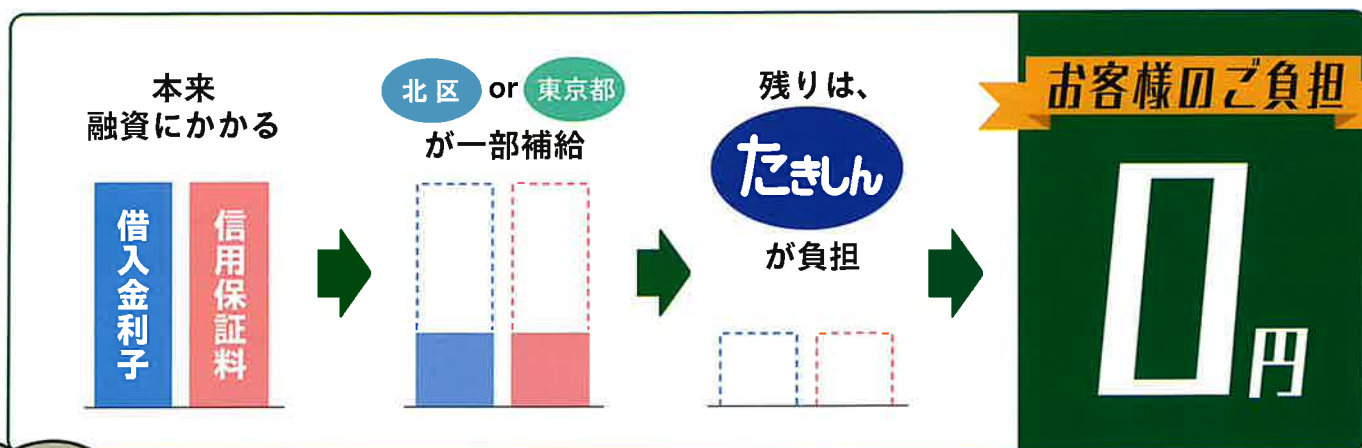 本来
融資にかかる
借入金利子
信用保証料
北区 or 東京都
が一部補給
残りは、
たきしん
が負担
お客様のご負担
0円